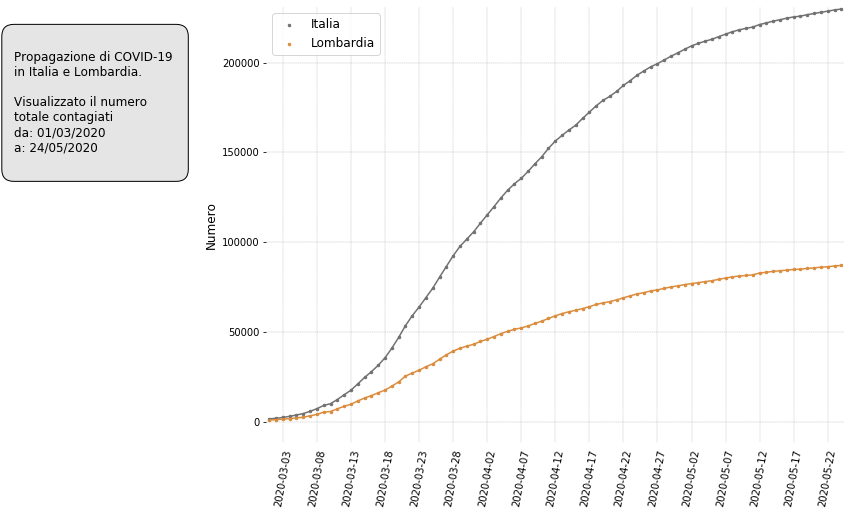 Propagazione di COVID-19
in Italia e Lombardia.
Visualizzato il numero
totale contagiati
da: 01/03/2020
a: 24/05/2020
Italia
Lombardia
Numero
200000
150000
100000
50000
0
2020-03-03
2020-03-08
2020-03-13
2020-03-18
2020-03-23
2020-03-28
2020-04-02
2020-04-07
2020-04-12
2020-04-17
2020-04-22
2020-04-27
2020-05-02
2020-05-07
2020-05-12
2020-05-17
2020-05-22